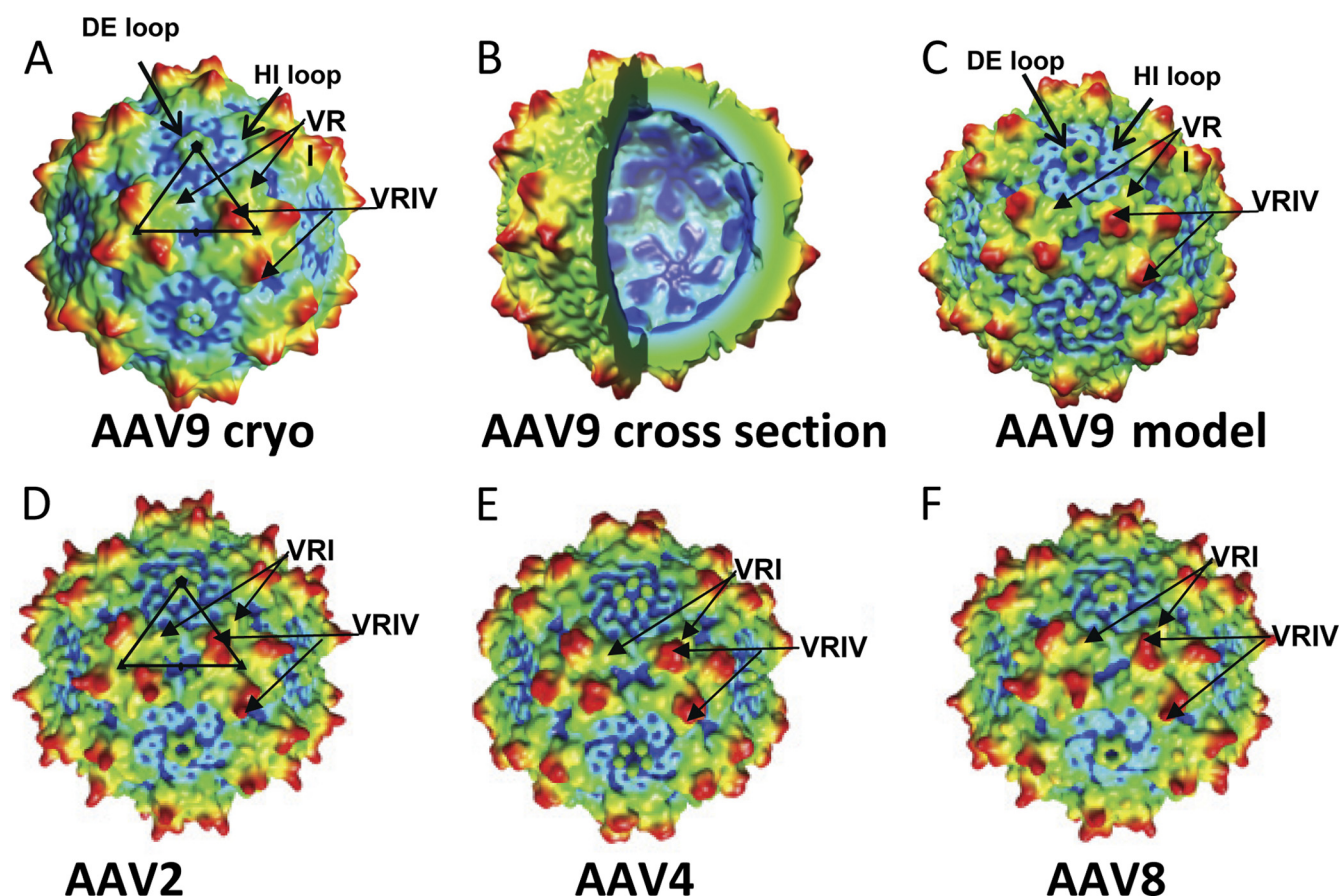 A
DE loop
HI loop
VR
I
VRIV
AAV9 cryo
B
AAV9 cross section
C
DE loop
HI loop
VR
I
VRIV
AAV9 model
D
VRI
VRIV
AAV2
E
VRI
VRIV
AAV4
F
VRI
VRIV
AAV8